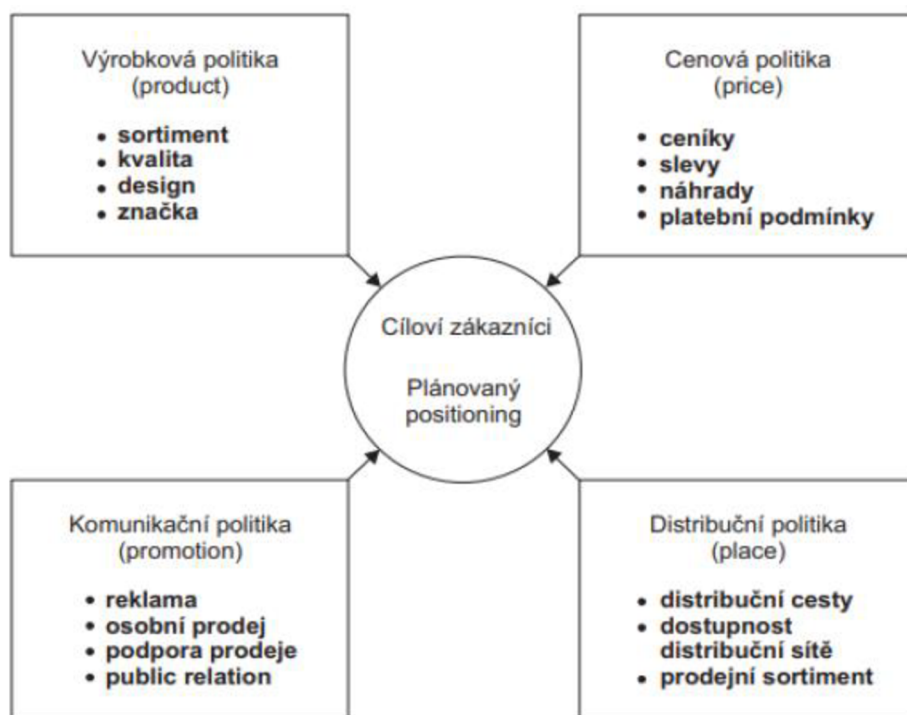 Výrobková politika
(product)
• sortiment
• kvalita
• design
• značka
Cenová politika
(price)
• ceníky
• slevy
• náhrady
• platební podmínky
Cíloví zákazníci
Plánovaný
positioning
Komunikační politika
(promotion)
• reklama
• osobní prodej
• podpora prodeje
• public relation
Distribuční politika
(place)
• distribuční cesty
• dostupnost
distribuční sítě
• prodejní sortiment